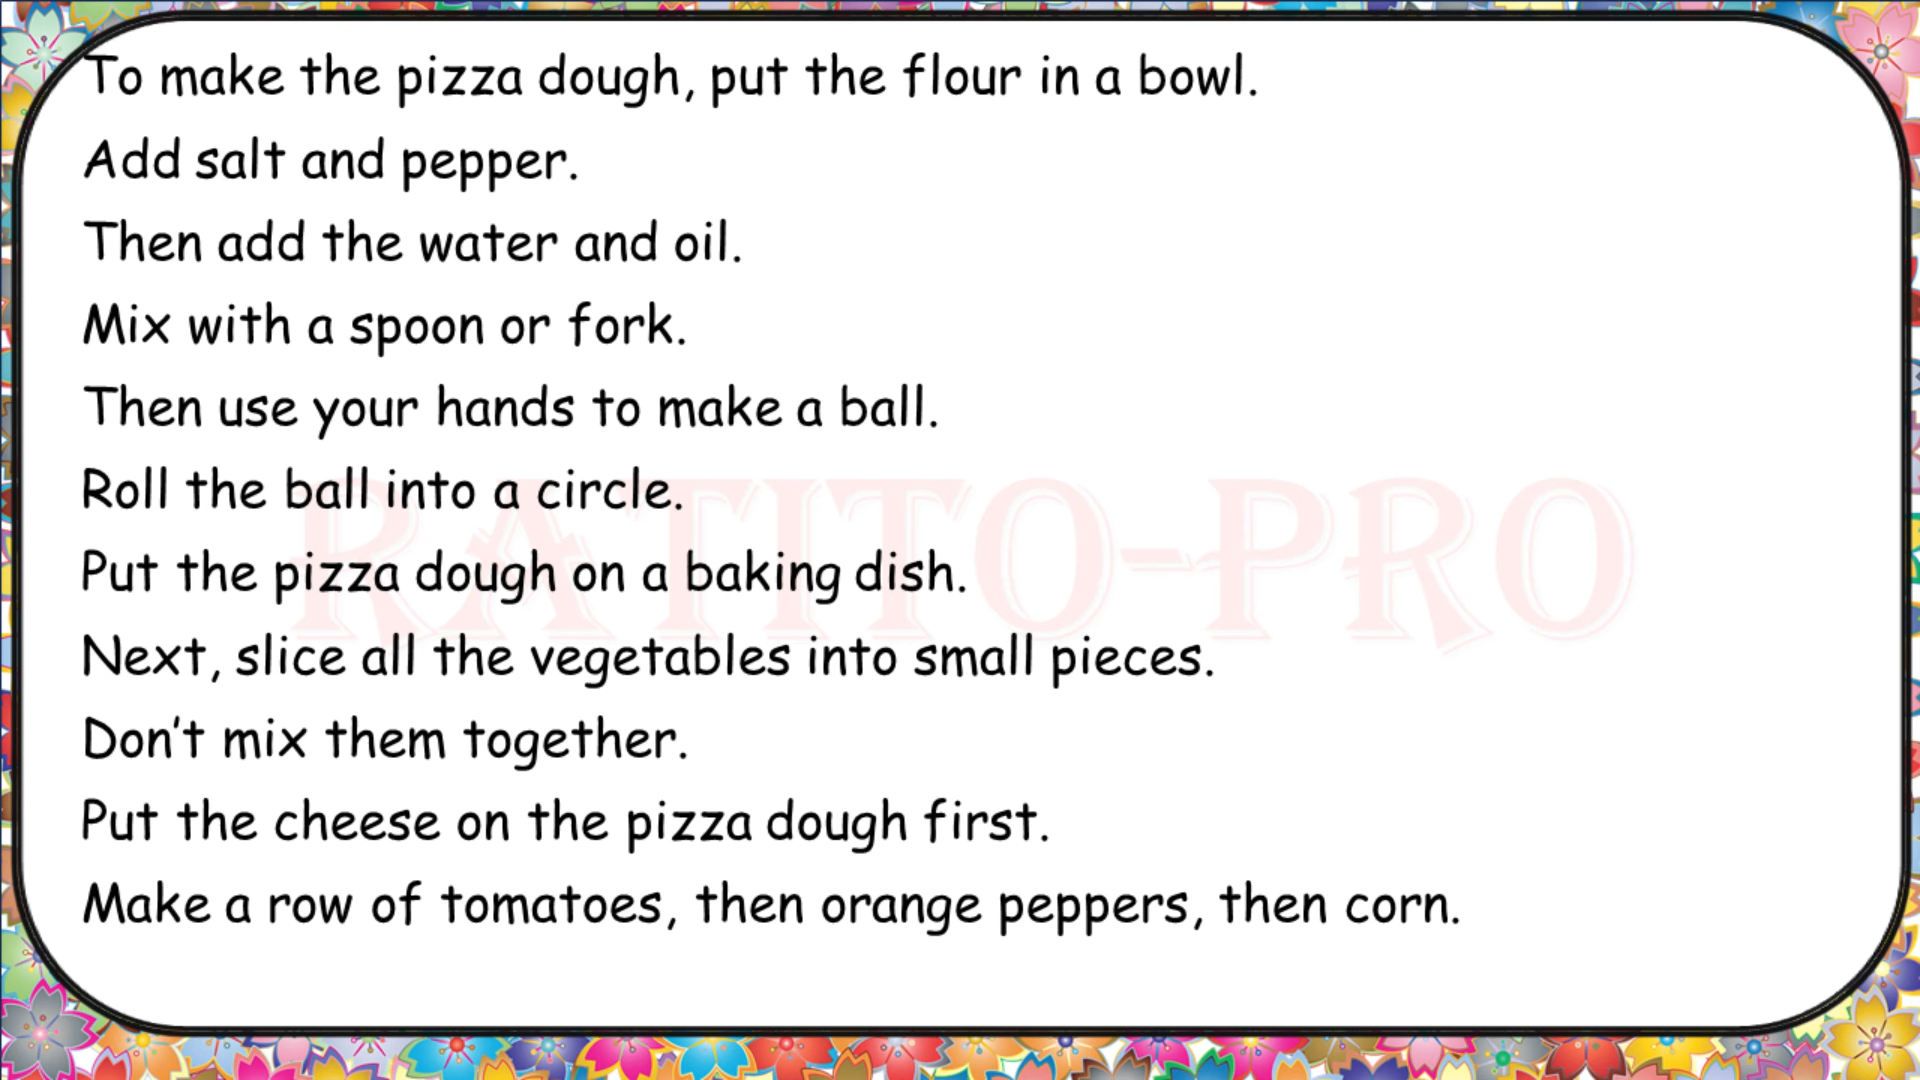 To make the pizza dough, put the flour in a bowl.
Add salt and pepper.
Then add the water and oil.
Mix with a spoon or fork.
Then use your hands to make a ball.
Roll the ball into a circle.
Put the pizza dough on a baking dish.
Next, slice all the vegetables into small pieces.
Don’t mix them together.
Put the cheese on the pizza dough first.
Make a row of tomatoes, then orange peppers, then corn.
RATITO-PRO